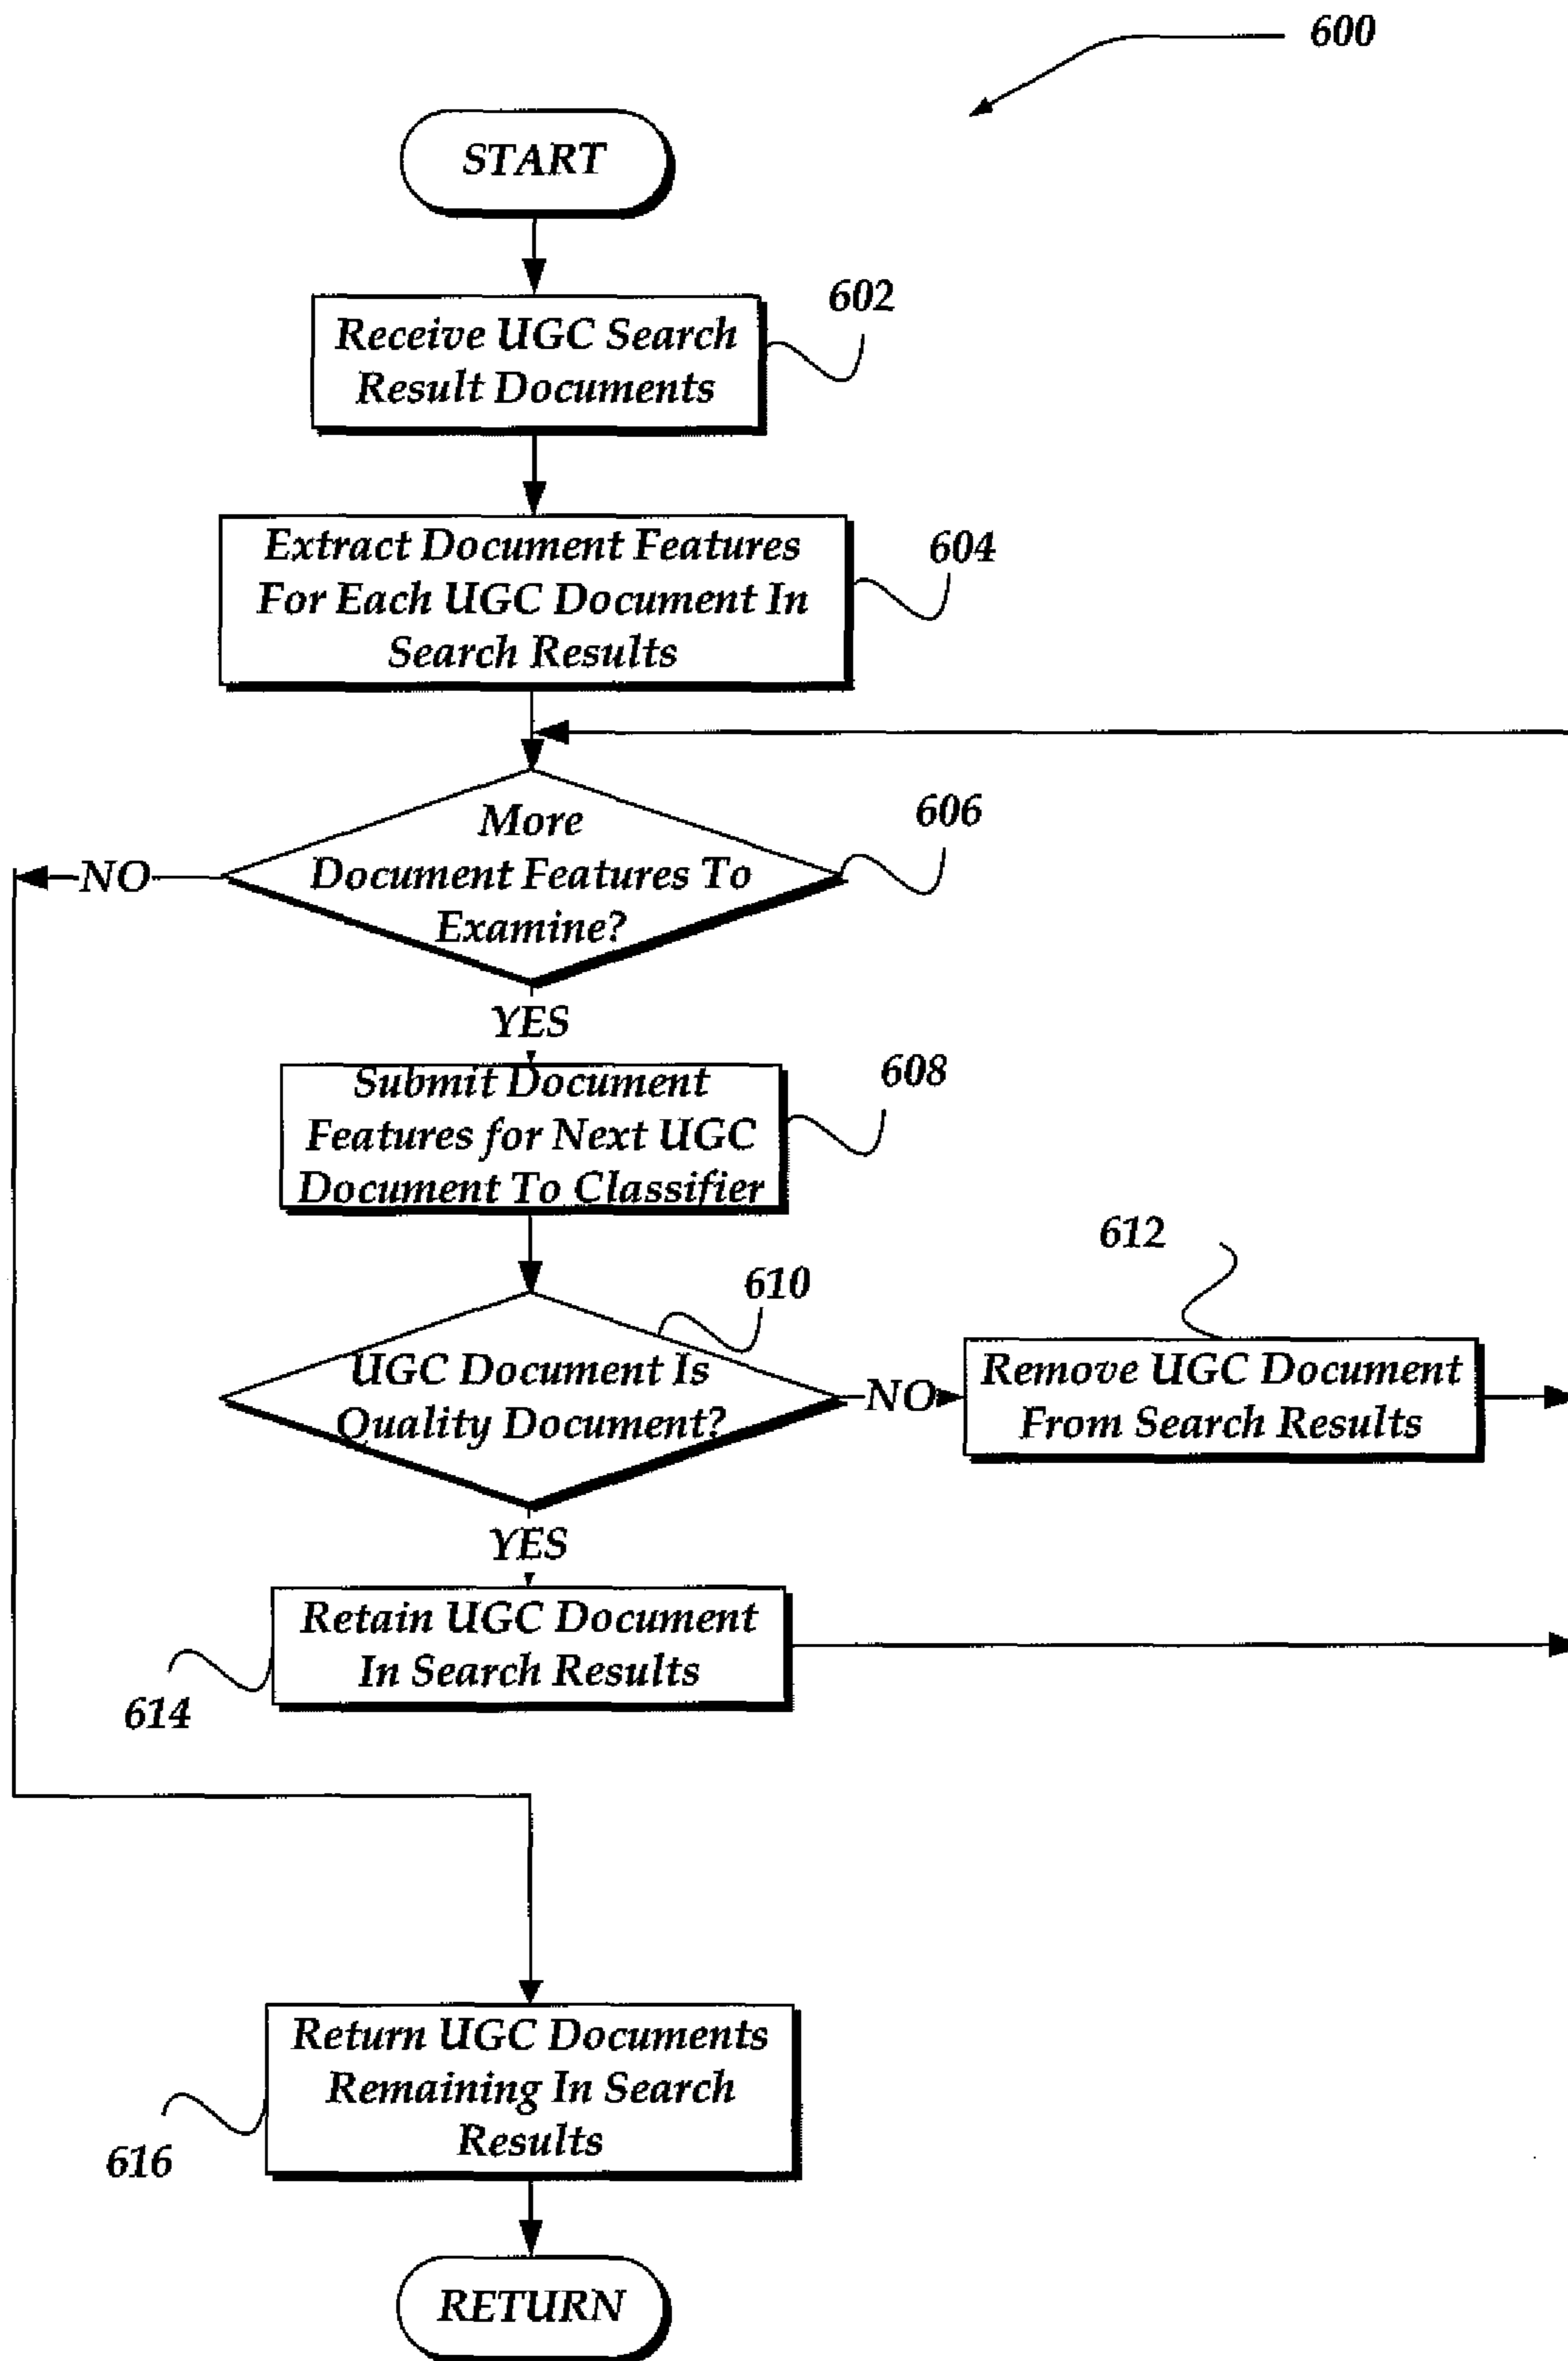 600
START
602
Receive UGC Search
Result Documents
604
Extract Document Features
For Each UGC Document In
Search Results
606
More
Document Features To
Examine?
NO
YES
608
Submit Document
Features for Next UGC
Document To Classifier
610
UGC Document Is
Quality Document?
NO
612
Remove UGC Document
From Search Results
YES
Retain UGC Document
In Search Results
614
Return UGC Documents
Remaining In Search
Results
616
RETURN